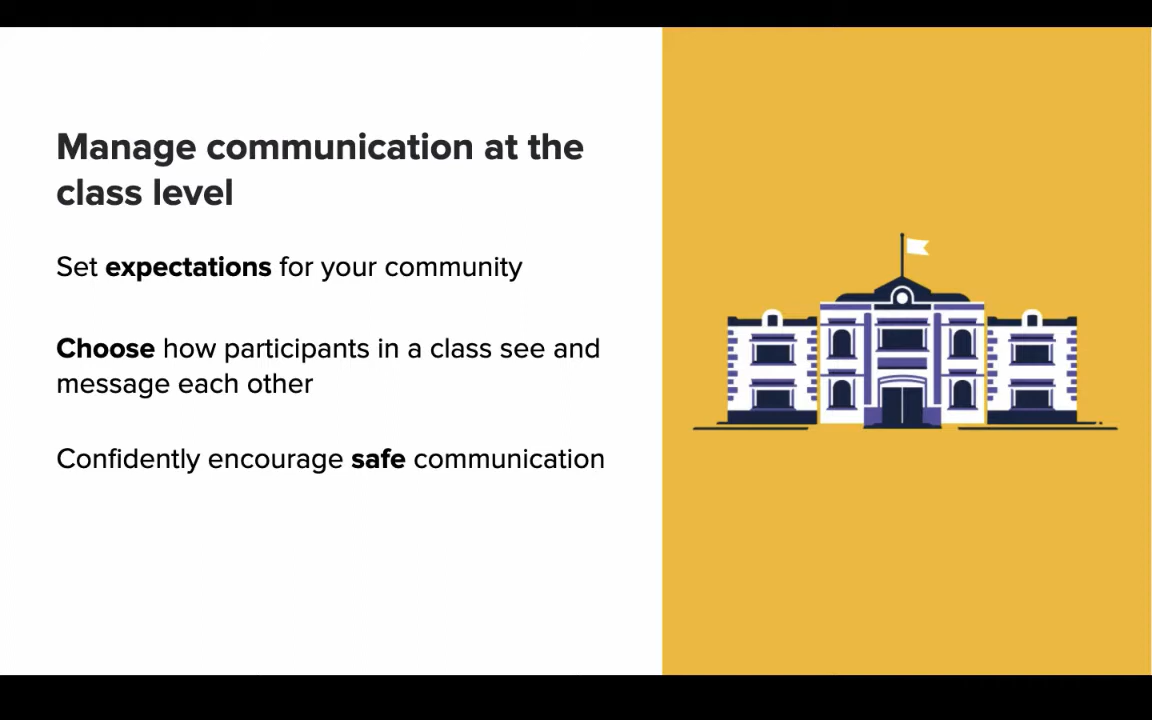 Manage communication at the
class level
Set expectations for your community
Choose how participants in a class see and
message each other
Confidently encourage safe communication